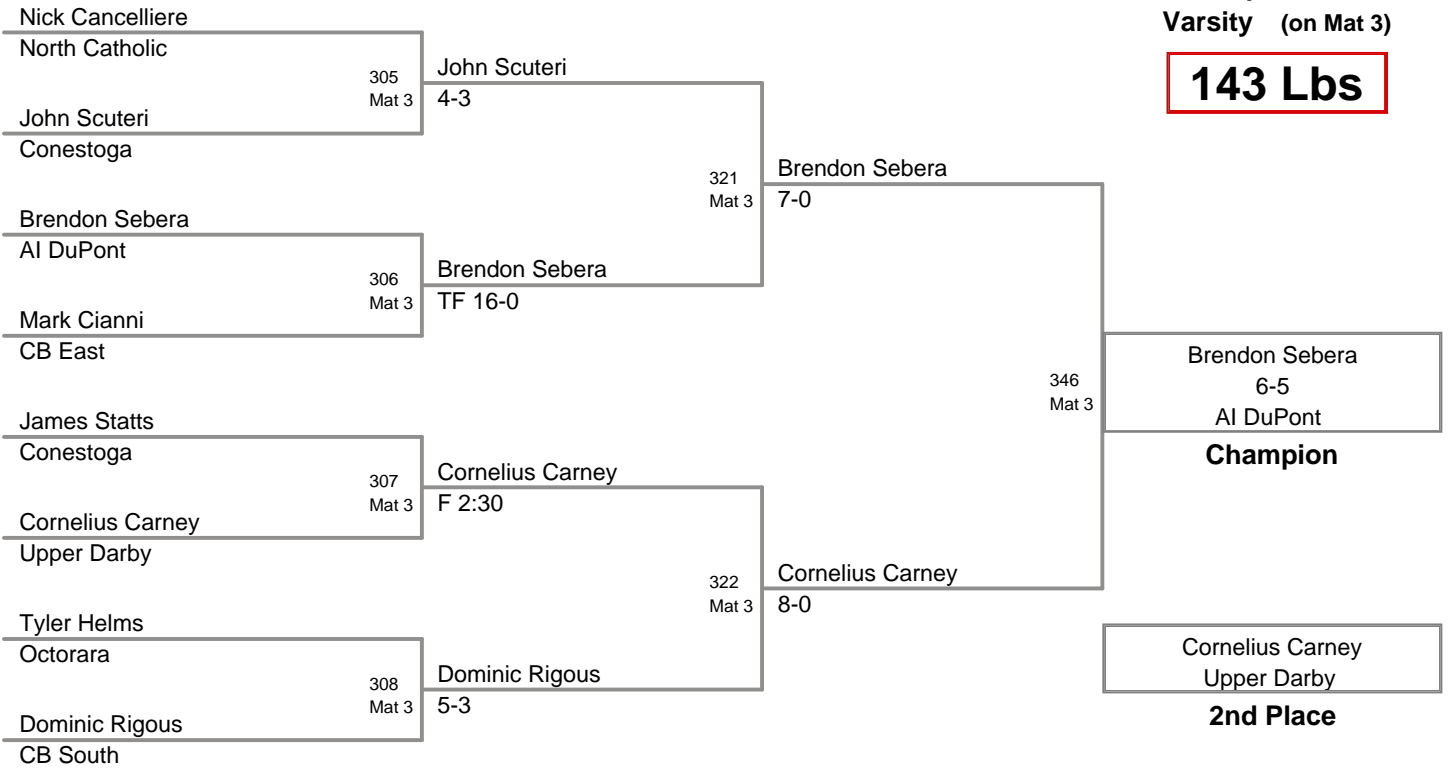 Varsity (on Mat 3)
143 Lbs
Nick Cancelliere
North Catholic
305
Mat 3
John Scuteri
Conestoga
John Scuteri
4-3
Brendon Sebera
AI DuPont
306
Mat 3
Mark Cianni
CB East
Brendon Sebera
TF 16-0
321
Mat 3
Brendon Sebera
7-0
James Statts
Conestoga
307
Mat 3
Cornelius Carney
Upper Darby
Cornelius Carney
F 2:30
Tyler Helms
Octorara
308
Mat 3
Dominic Rigous
CB South
Dominic Rigous
5-3
322
Mat 3
Cornelius Carney
8-0
346
Mat 3
Brendon Sebera
6-5
AI DuPont
Champion
Cornelius Carney
Upper Darby
2nd Place